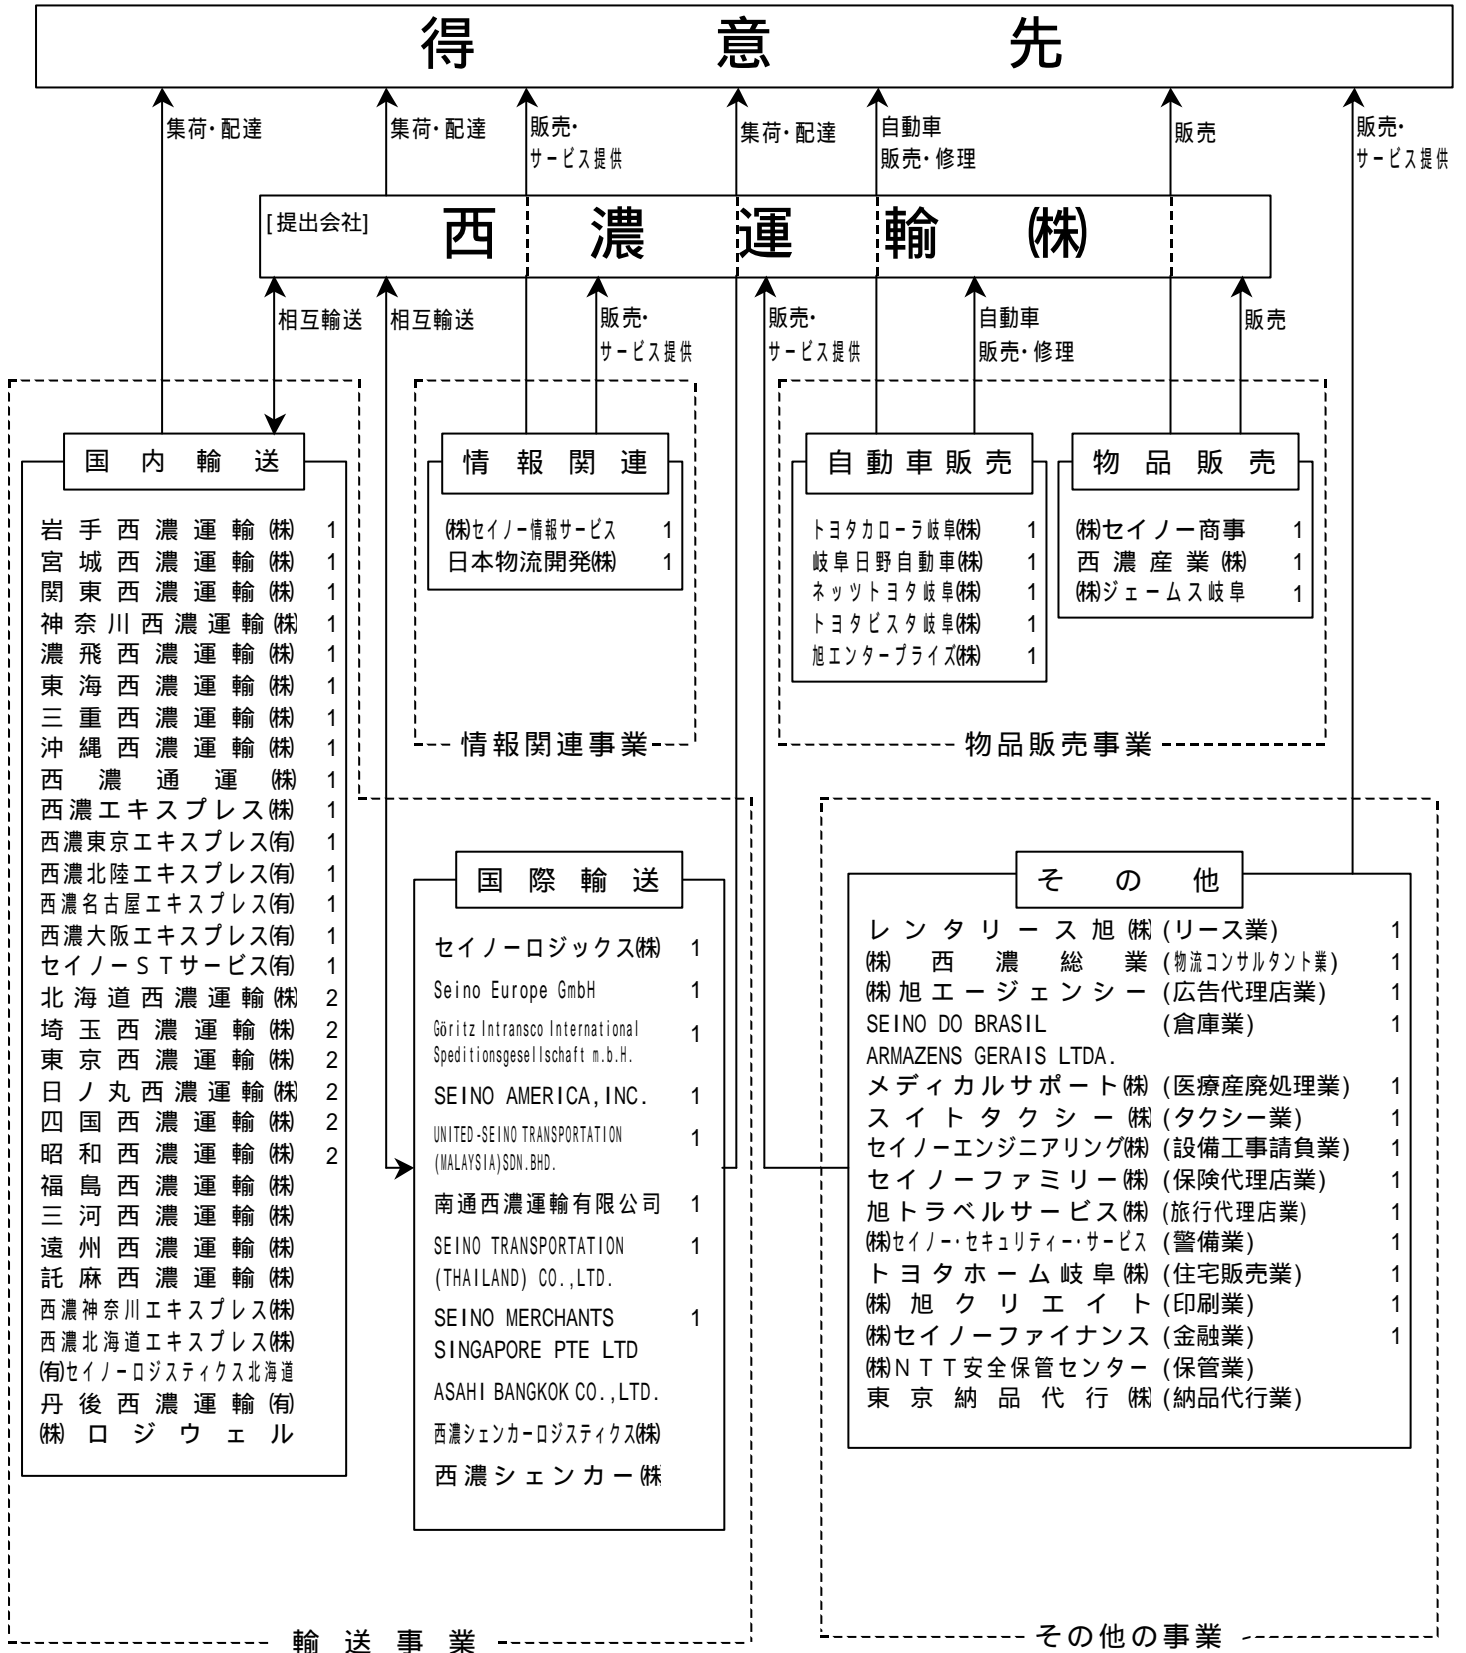 得意先
集荷・配達
集荷・配達
販売・
サービス提供
集荷・配達
自動車
販売・修理
販売
販売・
サービス提供
[提出会社]
西濃運輸㈱
相互輸送
相互輸送
販売・
サービス提供
販売・
サービス提供
自動車
販売・修理
販売
国内輸送
岩手西濃運輸㈱ 1
宮城西濃運輸㈱ 1
関東西濃運輸㈱ 1
神奈川西濃運輸㈱ 1
濃飛西濃運輸㈱ 1
東海西濃運輸㈱ 1
三重西濃運輸㈱ 1
沖縄西濃運輸㈱ 1
西濃通運㈱ 1
西濃エキスプレス㈱ 1
西濃東京エキスプレス㈲ 1
西濃北陸エキスプレス㈲ 1
西濃名古屋エキスプレス㈲ 1
西濃大阪エキスプレス㈲ 1
セイノーSTサービス㈲ 1
北海道西濃運輸㈱ 2
埼玉西濃運輸㈱ 2
東京西濃運輸㈱ 2
日ノ丸西濃運輸㈱ 2
四国西濃運輸㈱ 2
昭和西濃運輸㈱ 2
福島西濃運輸㈱
三河西濃運輸㈱
遠州西濃運輸㈱
託麻西濃運輸㈱
西濃神奈川エキスプレス㈱
西濃北海道エキスプレス㈱
㈲セイノーロジスティクス北海道
丹後西濃運輸㈲
㈱ロジウェル
情報関連
㈱セイノー情報サービス 1
日本物流開発㈱ 1
情報関連事業
自動車販売
トヨタカローラ岐阜㈱ 1
岐阜日野自動車㈱ 1
ネッツトヨタ岐阜㈱ 1
トヨタビスタ岐阜㈱ 1
旭エンタープライズ㈱ 1
物品販売
㈱セイノー商事 1
西濃産業㈱ 1
㈱ジェームス岐阜 1
物品販売事業
国際輸送
セイノーロジックス㈱ 1
Seino Europe GmbH 1
Göritz Intransco International 1
Speditionsgesellschaft m.b.H.
SEINO AMERICA,INC. 1
UNITED-SEINO TRANSPORTATION 1
(MALAYSIA)SDN.BHD.
南通西濃運輸有限公司 1
SEINO TRANSPORTATION 1
(THAILAND) CO.,LTD.
SEINO MERCHANTS 1
SINGAPORE PTE LTD
ASAHI BANGKOK CO.,LTD.
西濃シェンカーロジスティクス㈱
西濃シェンカー㈱
輸送事業
その他
レンタリース旭㈱ (リース業) 1
㈱西濃総業 (物流コンサルタント業) 1
㈱旭エージェンシー (広告代理店業) 1
SEINO DO BRASIL (倉庫業) 1
ARMAZENS GERAIS LTDA.
メディカルサポート㈱ (医療産廃処理業) 1
スイトタクシー㈱ (タクシー業) 1
セイノーエンジニアリング㈱ (設備工事請負業) 1
セイノーファミリー㈱ (保険代理店業) 1
旭トラベルサービス㈱ (旅行代理店業) 1
㈱セイノー・セキュリティー・サービス (警備業) 1
トヨタホーム岐阜㈱ (住宅販売業) 1
㈱旭クリエイト (印刷業) 1
㈱セイノーファイナンス (金融業) 1
㈱NTT安全保管センター (保管業)
東京納品代行㈱ (納品代行業)
その他の事業